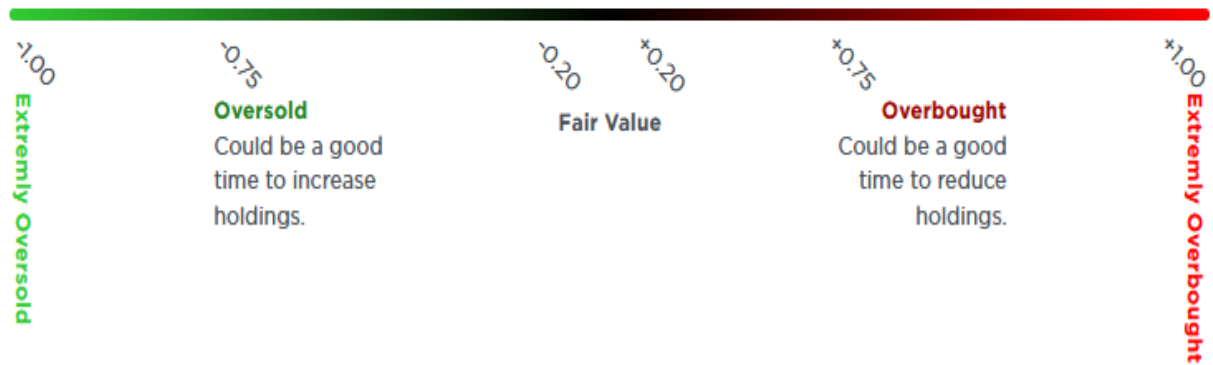 -1.00
-0.75
-0.20
+0.20
+0.75
+1.00
Extremly Oversold
Oversold
Could be a good
time to increase
holdings.
Fair Value
Overbought
Could be a good
time to reduce
holdings.
Extremly Overbought